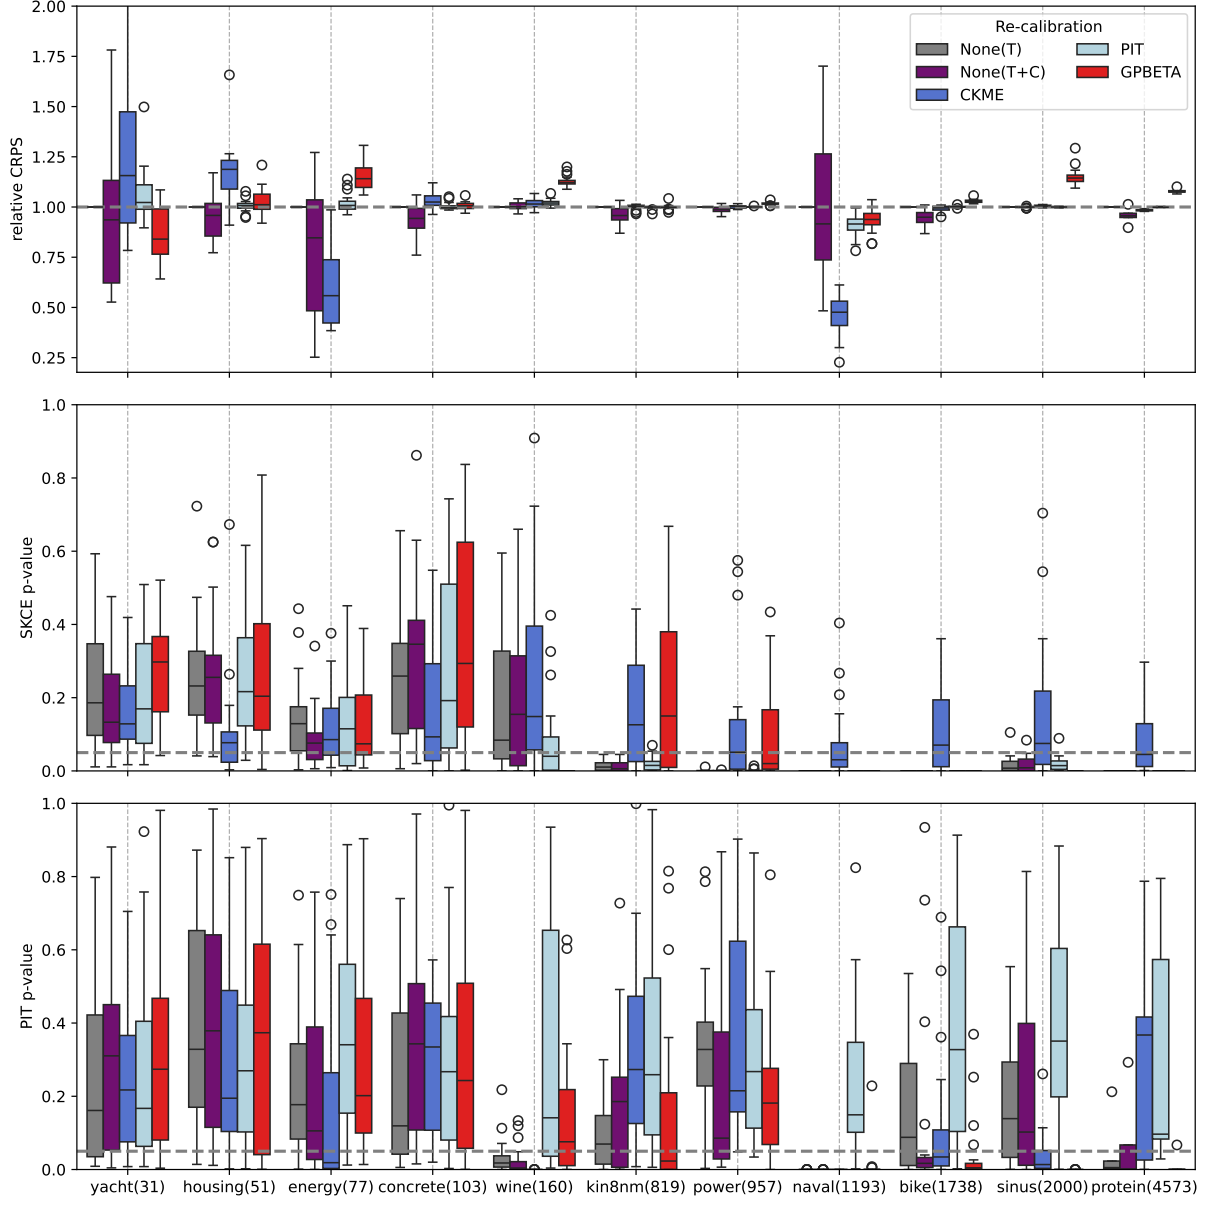 2.00
1.75
1.50
1.25
1.00
0.75
0.50
0.25
relative CRPS
Re-calibration
None(T)
None(T+C)
CKME
PIT
GPBETA
1.0
0.8
0.6
0.4
0.2
0.0
SKCE p-value
1.0
0.8
0.6
0.4
0.2
0.0
PIT p-value
yacht(31) housing(51) energy(77) concrete(103) wine(160) kin8nm(819) power(957) naval(1193) bike(1738) sinus(2000) protein(4573)